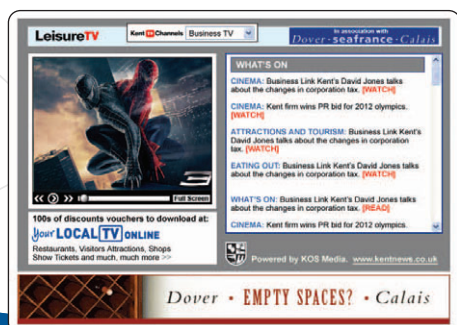 LeisureTV
Kent TV Channels
Business TV
In association with
Dover - seafrance - Calais
WHAT'S ON
CINEMA: Business Link Kent's David Jones talks
about the changes in corporation tax. [WATCH]
CINEMA: Kent firm wins PR bid for 2012 olympics.
[WATCH]
ATTRACTIONS AND TOURISM: Business Link Kent's
David Jones talks about the changes in corporation
tax. [WATCH]
EATING OUT: Business Link Kent's David Jones talks
about the changes in corporation tax. [WATCH]
WHAT'S ON: Business Link Kent's David Jones talks
about the changes in corporation tax. [READ]
CINEMA: Kent firm wins PR bid for 2012 olympics.
3
Full Screen
100s of discounts vouchers to download at:
Your LOCAL TV ONLINE
Restaurants, Visitors Attractions, Shops
Show Tickets and much, much more >>
Powered by KOS Media. www.kentnews.co.uk
Dover • EMPTY SPACES? • Calais